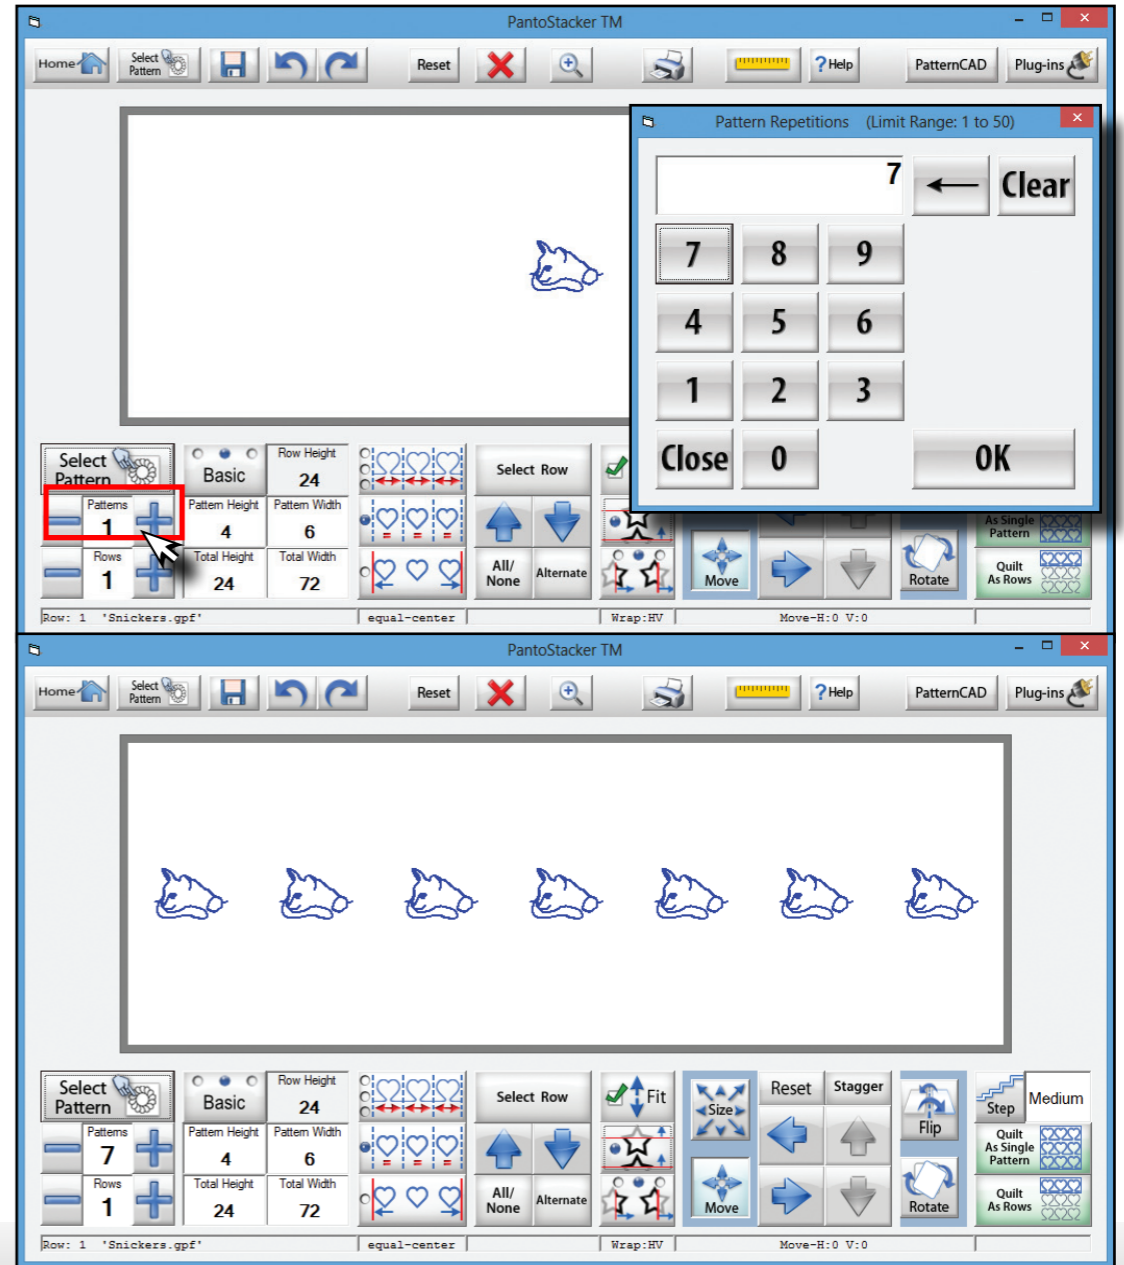 PantoStacker TM
Home
Select
Pattern
Reset
?Help
PatternCAD
Plug-ins
Pattern Repetitions (Limit Range: 1 to 50)
7
Clear
7 8 9
4 5 6
1 2 3
Close 0 OK
Select
Pattern
Basic
Row Height
24
Select Row
Patterns
1
Pattern Height
4
Pattern Width
6
Rows
1
Total Height
24
Total Width
72
All/
None
Alternate
Move
Rotate
As Single
Pattern
Quilt
As Rows
Row: 1 'Snickers.gpf'
equal-center
Wrap:HV
Move-H:0 V:0
PantoStacker TM
Home
Select
Pattern
Reset
?Help
PatternCAD
Plug-ins
Select
Pattern
Basic
Row Height
24
Select Row
Fit
Size
Reset
Stagger
Flip
Step
Medium
Patterns
7
Pattern Height
4
Pattern Width
6
Quilt
As Single
Pattern
Rows
1
Total Height
24
Total Width
72
All/
None
Alternate
Move
Rotate
Quilt
As Rows
Row: 1 'Snickers.gpf'
equal-center
Wrap:HV
Move-H:0 V:0